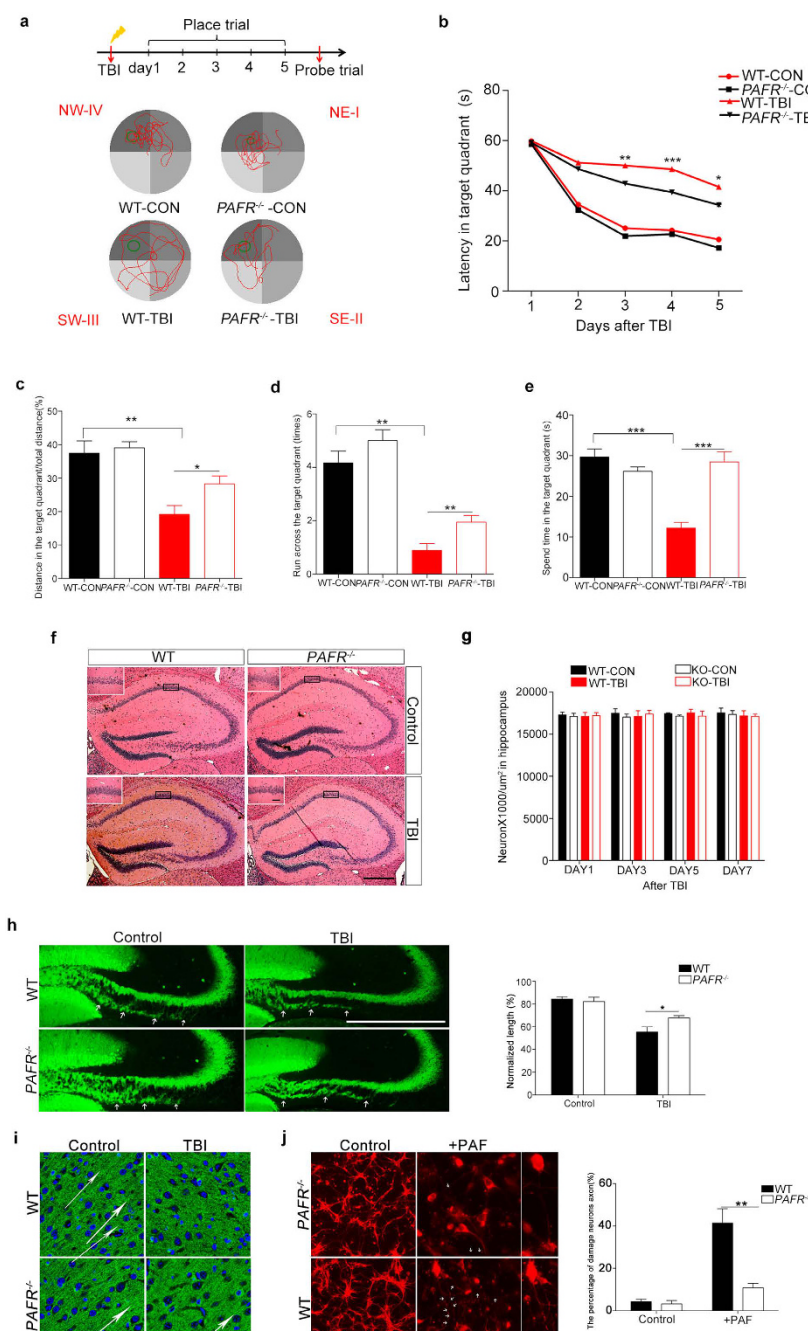 a
Place trial
TBI
day1
2
3
4
5
Probe trial
NW-IV
NE-I
WT-CON
PAFR-/- -CON
SW-III
WT-TBI
PAFR-/--TBI
SE-II
b
WT-CON
PAFR-/--CO
WT-TBI
PAFR-/--TB
Latency in target quadrant (s)
80
60
40
20
0
**
***
*
1
2
3
4
5
Days after TBI
c
Distance in the target quadrant/total distance(%)
50
40
30
20
10
0
**
*
WT-CON
PAFR-/--CON
WT-TBI
PAFR-/--TBI
d
Run across the target quadrant (times)
6
4
2
0
**
**
WT-CON
PAFR-/--CON
WT-TBI
PAFR-/--TBI
e
Spend time in the target quadrant (s)
40
30
20
10
0
***
***
WT-CON
PAFR-/--CON
WT-TBI
PAFR-/--TBI
f
WT
PAFR-/-
Control
TBI
g
WT-CON
KO-CON
WT-TBI
KO-TBI
NeuronX1000/um² in hippocampus
20000
15000
10000
5000
0
DAY1
DAY3
DAY5
DAY7
After TBI
h
Control
TBI
WT
PAFR-/-
WT
PAFR-/-
Normalized length (%)
100
80
60
40
20
0
*
Control
TBI
i
Control
TBI
WT
PAFR-/-
j
Control
+PAF
PAFR-/-
WT
WT
PAFR-/
The percentage of damage neurons axon(%)
60
40
20
0
**
Control
+PAF